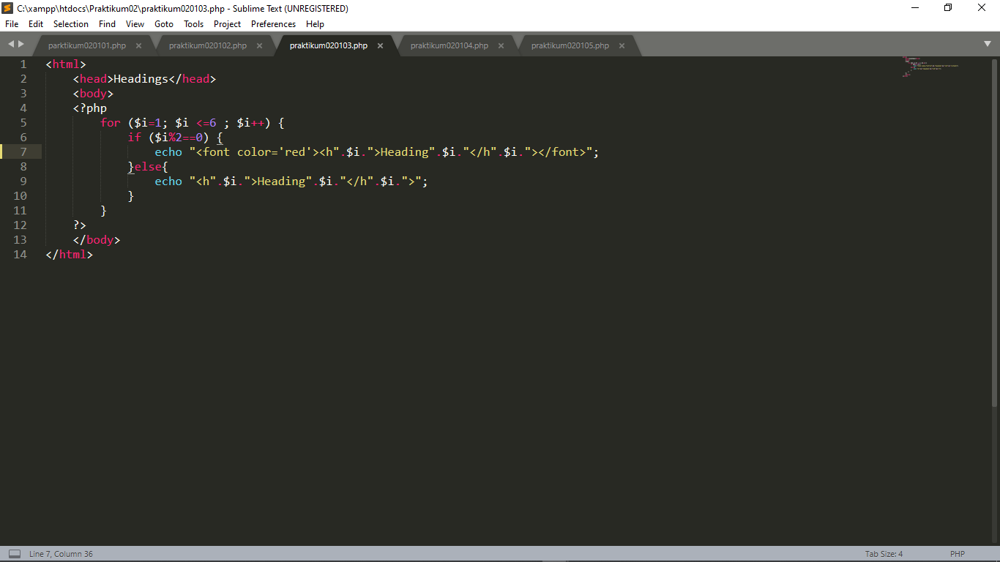 C:\xampp\htdocs\Praktikum02\praktikum020103.php - Sublime Text (UNREGISTERED)
File Edit Selection Find View Goto Tools Project Preferences Help
parktikum020101.php × praktikum020102.php × praktikum020103.php × praktikum020104.php × praktikum020105.php ×
1 <html>
2     <head>Headings</head>
3     <body>
4     <?php
5         for ($i=1; $i <=6 ; $i++) {
6             if ($i%2==0) {
7                 echo "<font color='red'><h".$i.">Heading".$i."</h".$i."></font>";
8             }else{
9                 echo "<h".$i.">Heading".$i."</h".$i.">";
10             }
11         }
12     ?>
13     </body>
14 </html>
Line 7, Column 36 Tab Size: 4 PHP